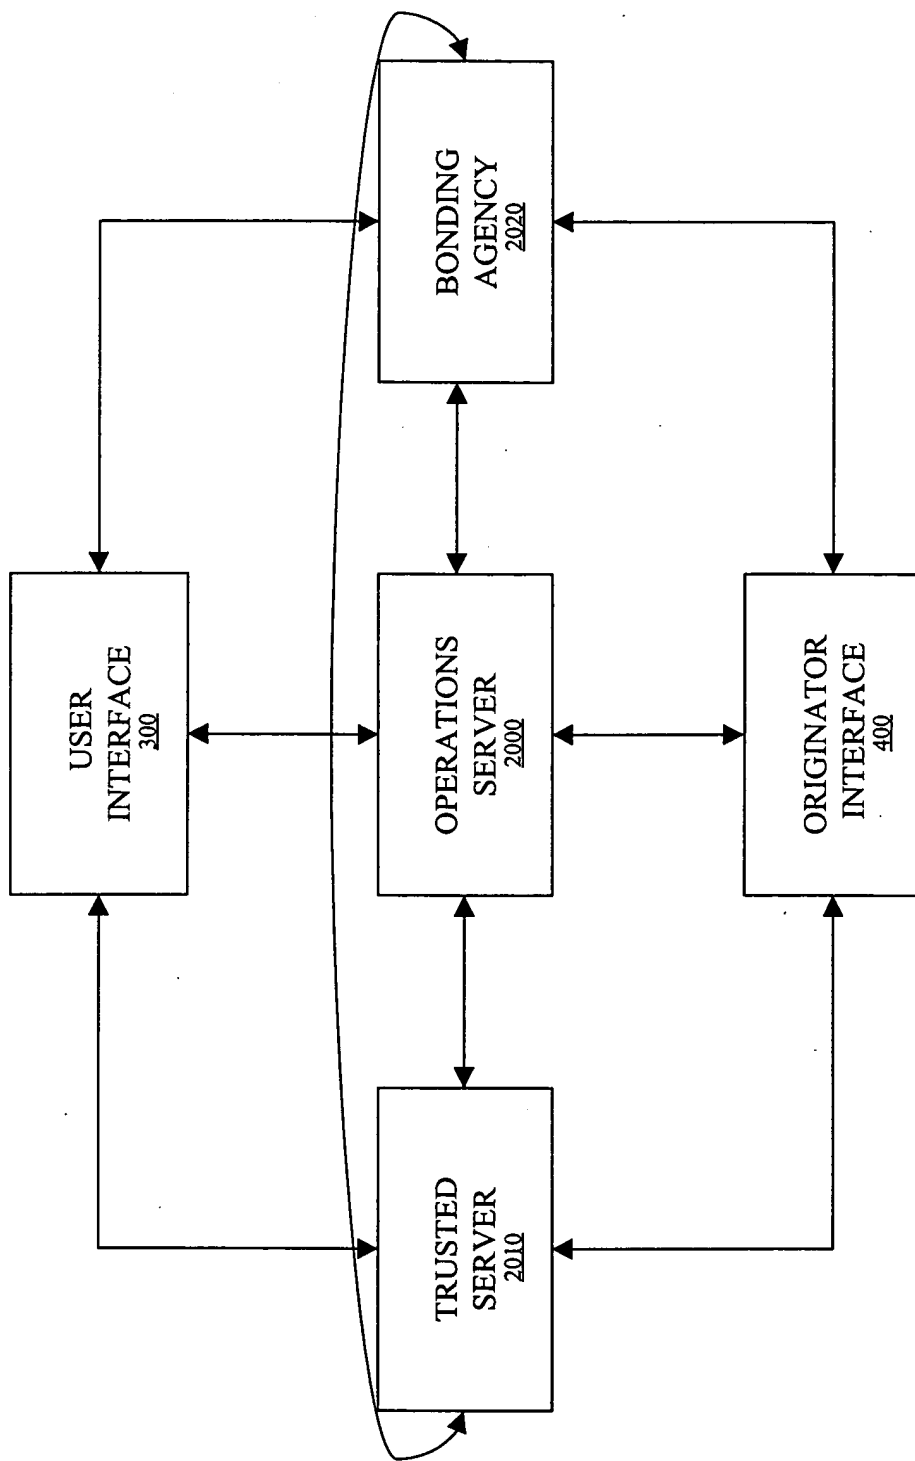 USER
INTERFACE
300
TRUSTED
SERVER
2010
OPERATIONS
SERVER
2000
BONDING
AGENCY
2020
ORIGINATOR
INTERFACE
400